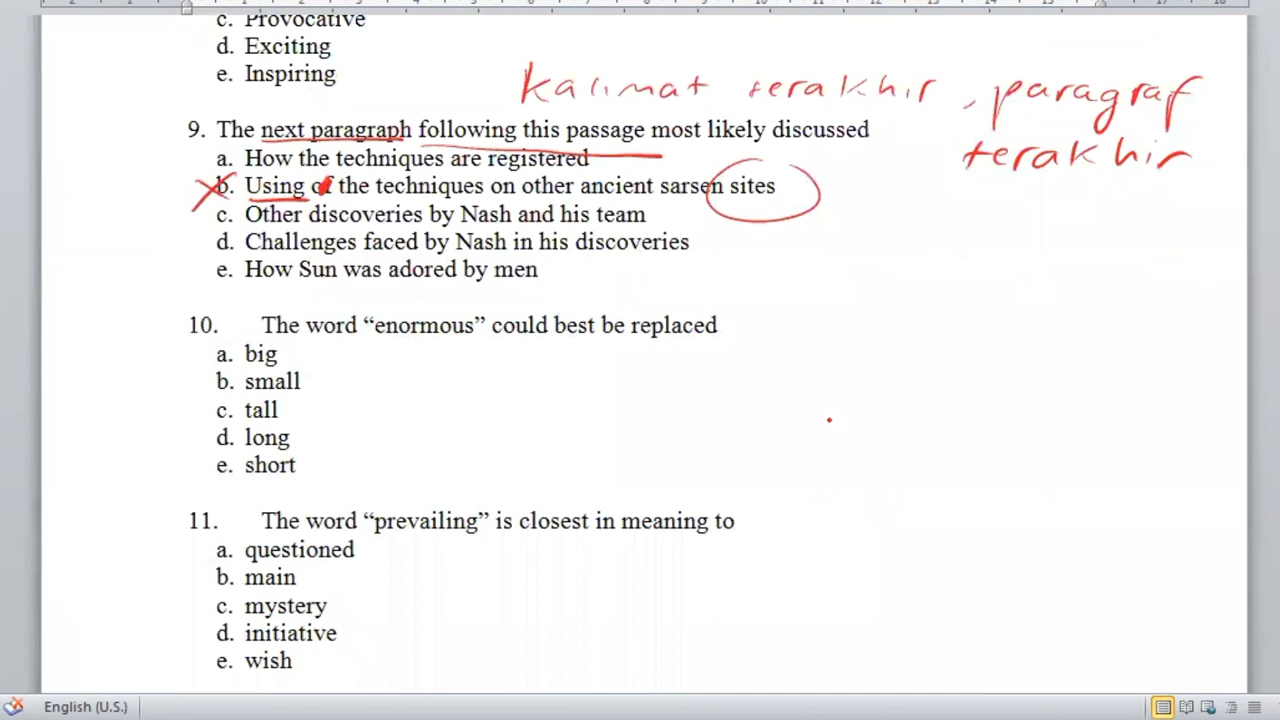 c. Provocative
d. Exciting
e. Inspiring
kalimat terakhir, paragraf
terakhir
9. The next paragraph following this passage most likely discussed
a. How the techniques are registered
b. Using of the techniques on other ancient sarsen sites
c. Other discoveries by Nash and his team
d. Challenges faced by Nash in his discoveries
e. How Sun was adored by men
10. The word “enormous” could best be replaced
a. big
b. small
c. tall
d. long
e. short
11. The word “prevailing” is closest in meaning to
a. questioned
b. main
c. mystery
d. initiative
e. wish
English (U.S.)